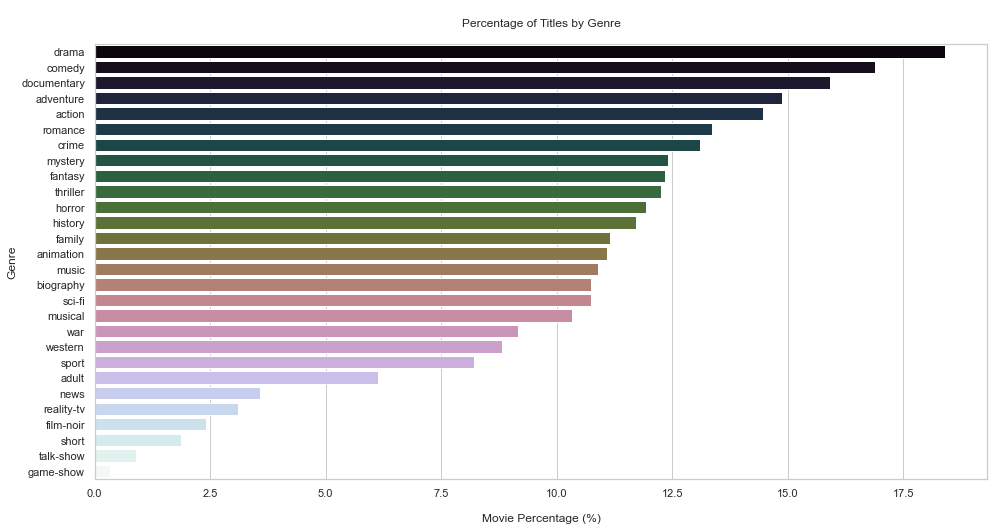 Percentage of Titles by Genre
Genre
drama
comedy
documentary
adventure
action
romance
crime
mystery
fantasy
thriller
horror
history
family
animation
music
biography
sci-fi
musical
war
western
sport
adult
news
reality-tv
film-noir
short
talk-show
game-show
0.0 2.5 5.0 7.5 10.0 12.5 15.0 17.5
Movie Percentage (%)